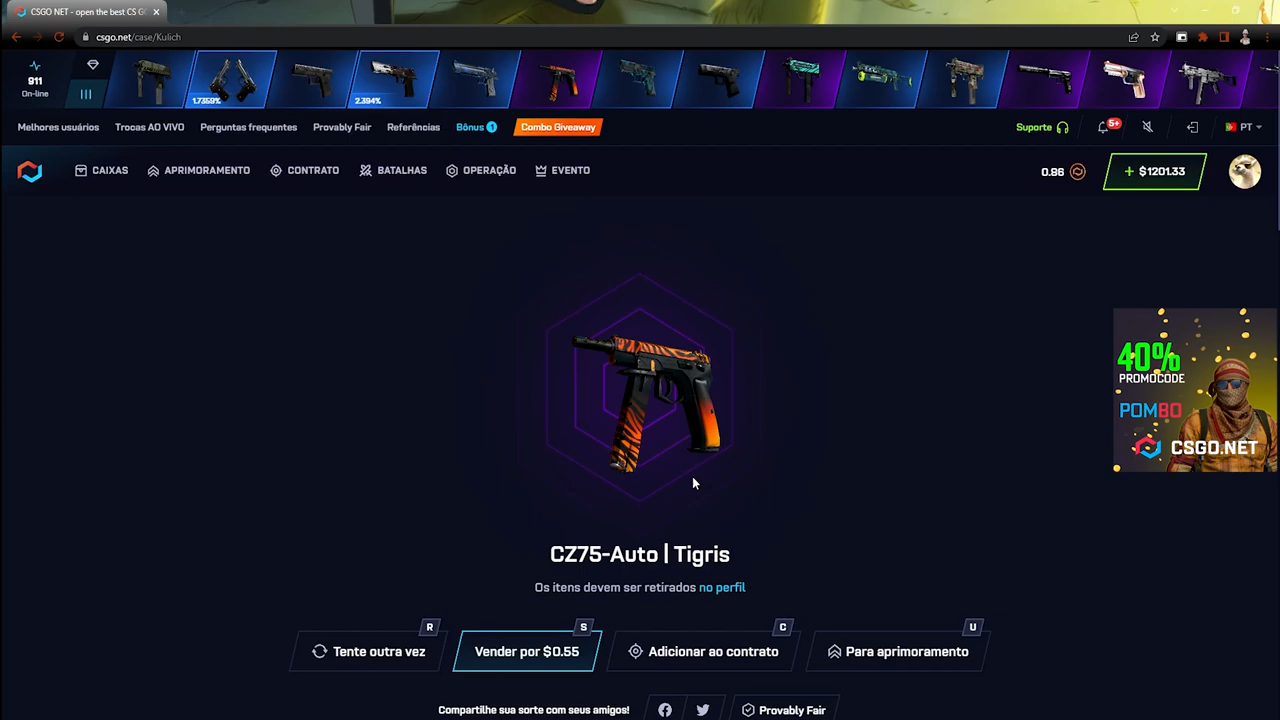 CSGO NET - open the best CS G
csgo.net/case/Kulich
911
On-line
1.7359%
2.394%
Melhores usuários
Trocas AO VIVO
Perguntas frequentes
Provably Fair
Referências
Bônus 1
Combo Giveaway
Suporte
5+
PT
CAIXAS
APRIMORAMENTO
CONTRATO
BATALHAS
OPERAÇÃO
EVENTO
0.96
+ $1201.33
40%
PROMOCODE
POMBO
CSGO.NET
CZ75-Auto | Tigris
Os itens devem ser retirados no perfil
R
S
C
U
Tente outra vez
Vender por $0.55
Adicionar ao contrato
Para aprimoramento
Compartilhe sua sorte com seus amigos!
Provably Fair